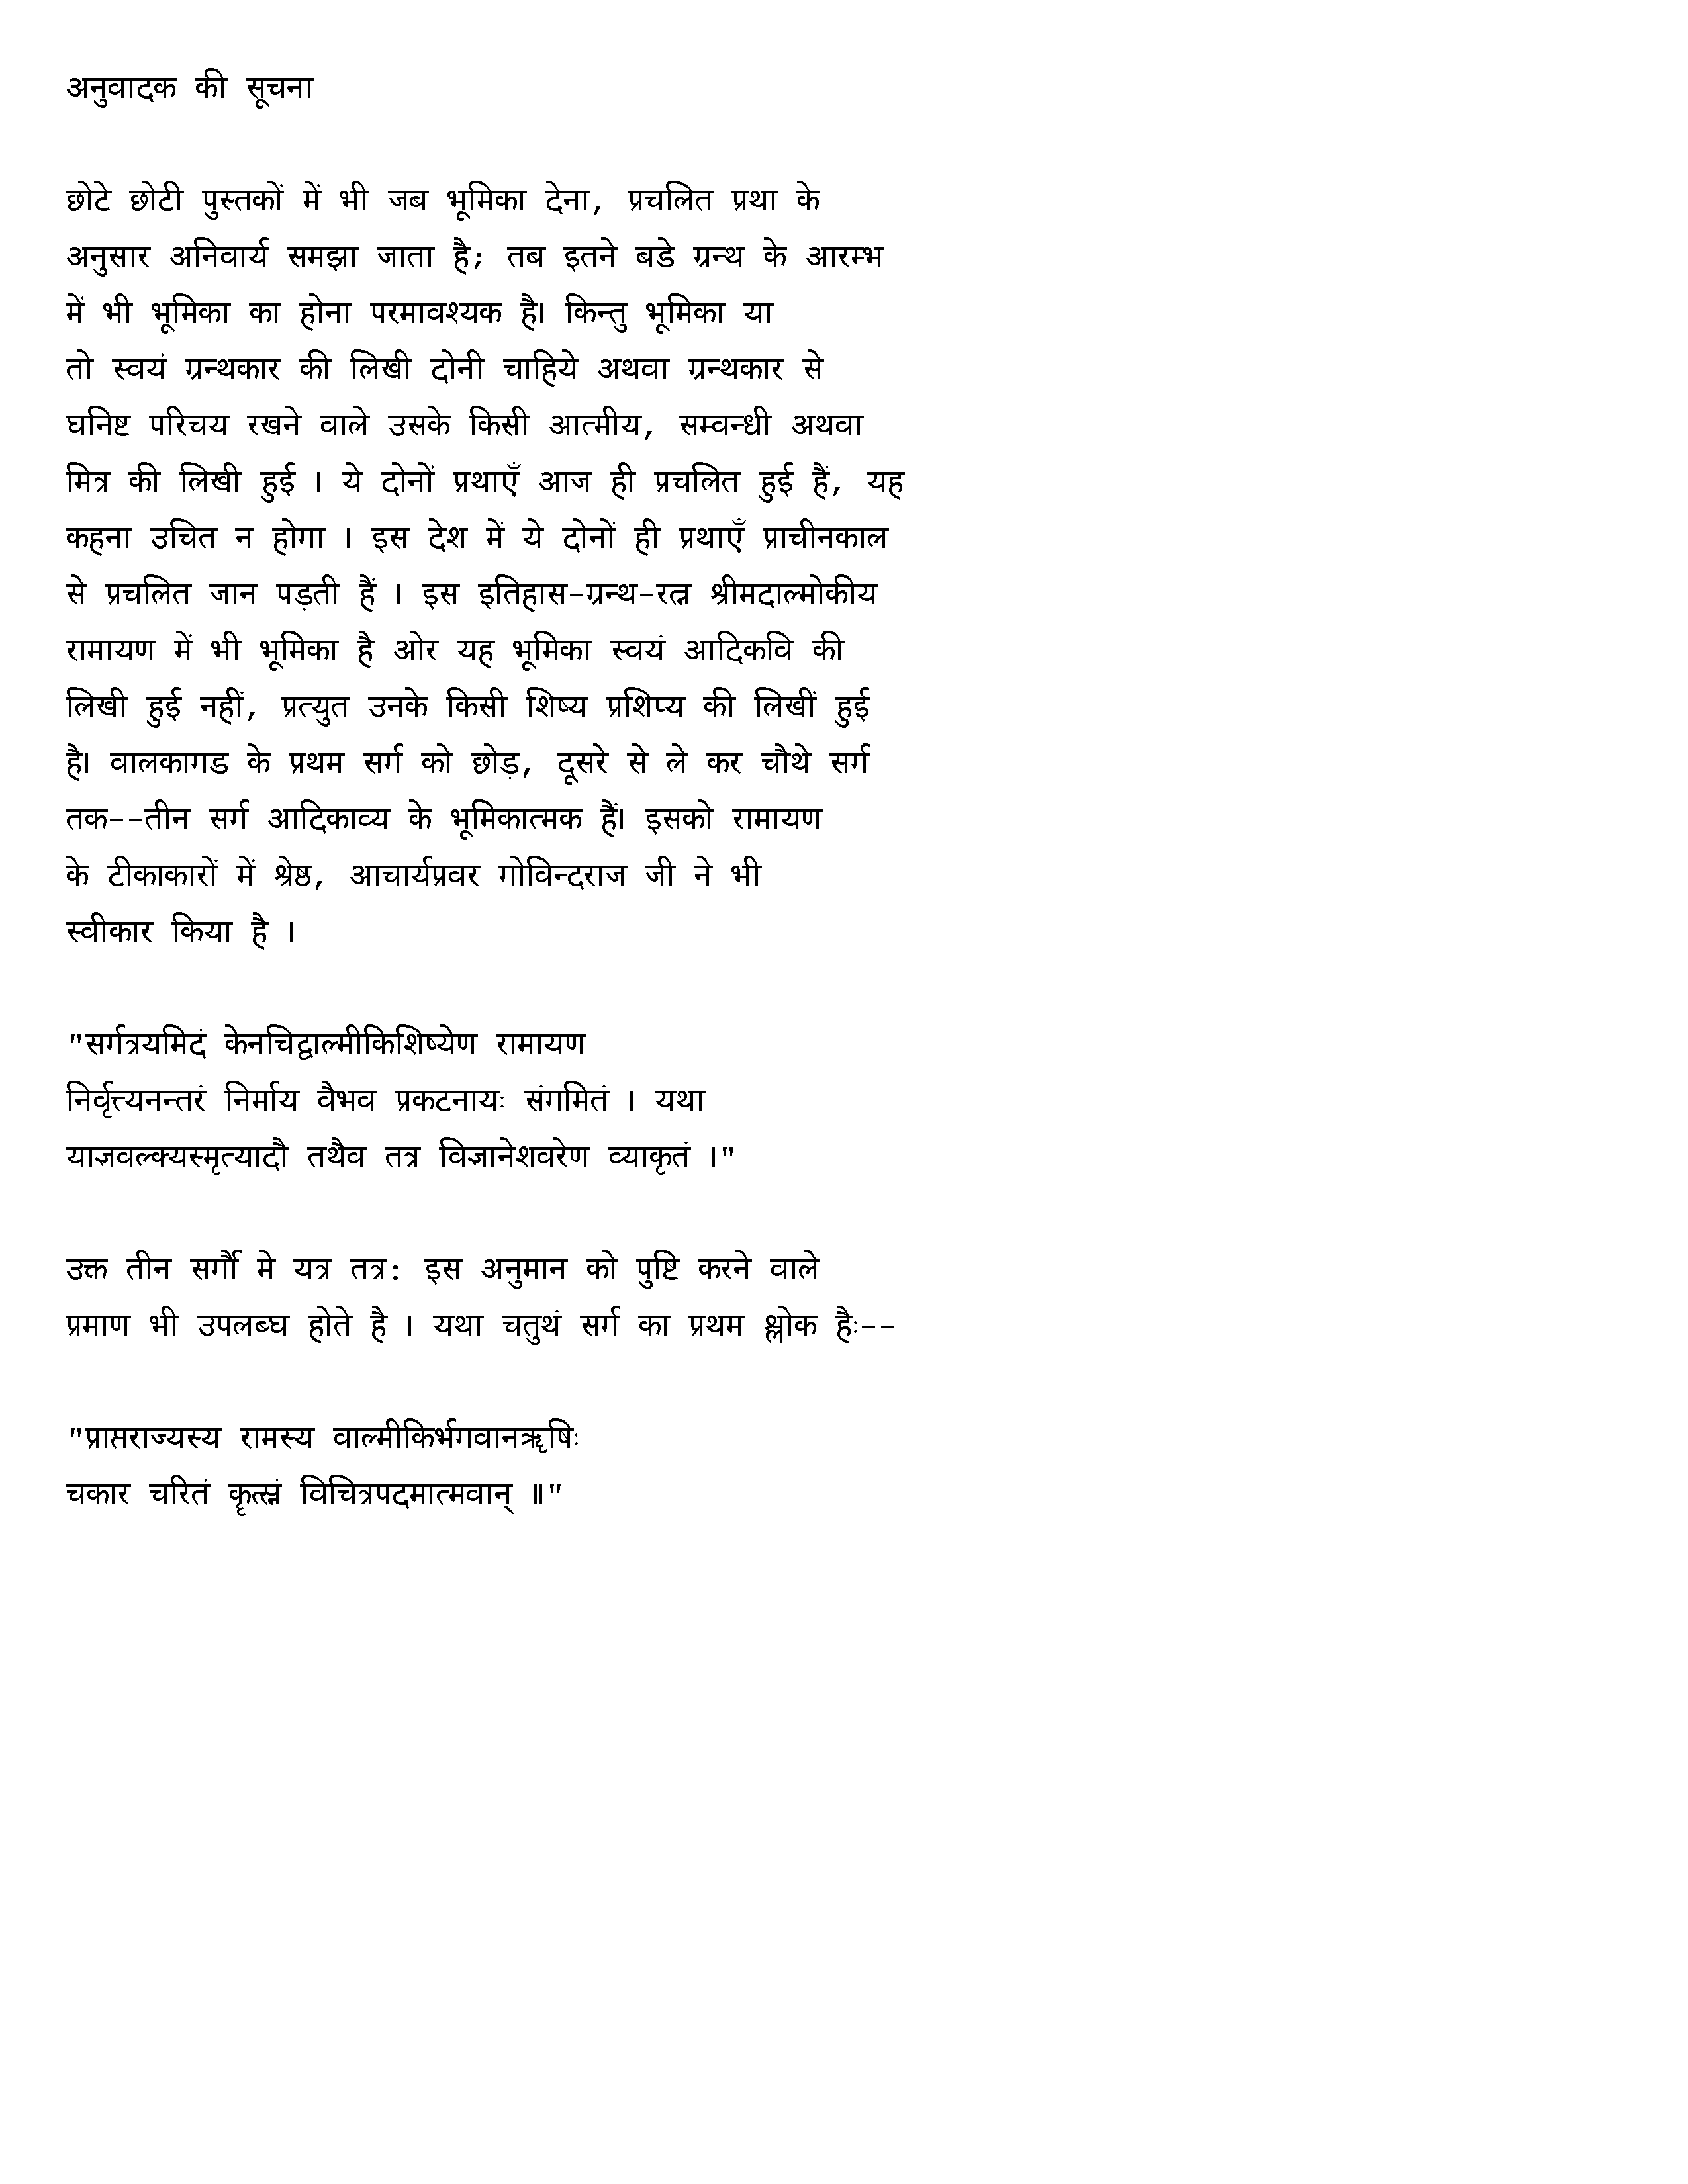 अनुवादक की सूचना

छोटे छोटी पुस्तकों में भी जब भूमिका देना, प्रचलित प्रथा के
अनुसार अनिवार्य समझा जाता है; तब इतने बडे ग्रन्थ के आरम्भ
में भी भूमिका का होना परमावश्यक है। किन्तु भूमिका या
तो स्वयं ग्रन्थकार की लिखी दोनी चाहिये अथवा ग्रन्थकार से
घनिष्ट परिचय रखने वाले उसके किसी आत्मीय, सम्वन्धी अथवा
मित्र की लिखी हुई । ये दोनों प्रथाएँ आज ही प्रचलित हुई हैं, यह
कहना उचित न होगा । इस देश में ये दोनों ही प्रथाएँ प्राचीनकाल
से प्रचलित जान पड़ती हैं । इस इतिहास-ग्रन्थ-रत्न श्रीमदाल्मोकीय
रामायण में भी भूमिका है ओर यह भूमिका स्वयं आदिकवि की
लिखी हुई नहीं, प्रत्युत उनके किसी शिष्य प्रशिप्य की लिखीं हुई
है। वालकागड के प्रथम सर्ग को छोड़, दूसरे से ले कर चौथे सर्ग
तक--तीन सर्ग आदिकाव्य के भूमिकात्मक हैं। इसको रामायण
के टीकाकारों में श्रेष्ठ, आचार्यप्रवर गोविन्दराज जी ने भी
स्वीकार किया है ।

"सर्गत्रयमिदं केनचिद्वाल्मीकिशिष्येण रामायण
निर्वृत्त्यनन्तरं निर्माय वैभव प्रकटनायः संगमितं । यथा
याज्ञवल्क्यस्मृत्यादौ तथैव तत्र विज्ञानेशवरेण व्याकृतं ।"

उक्त तीन सर्गौं मे यत्र तत्र: इस अनुमान को पुष्टि करने वाले
प्रमाण भी उपलब्घ होते है । यथा चतुथं सर्ग का प्रथम श्लोक हैः--

"प्राप्तराज्यस्य रामस्य वाल्मीकिर्भगवानऋृषिः
चकार चरितं कृॄत्स्नं विचित्रपदमात्मवान् ॥"